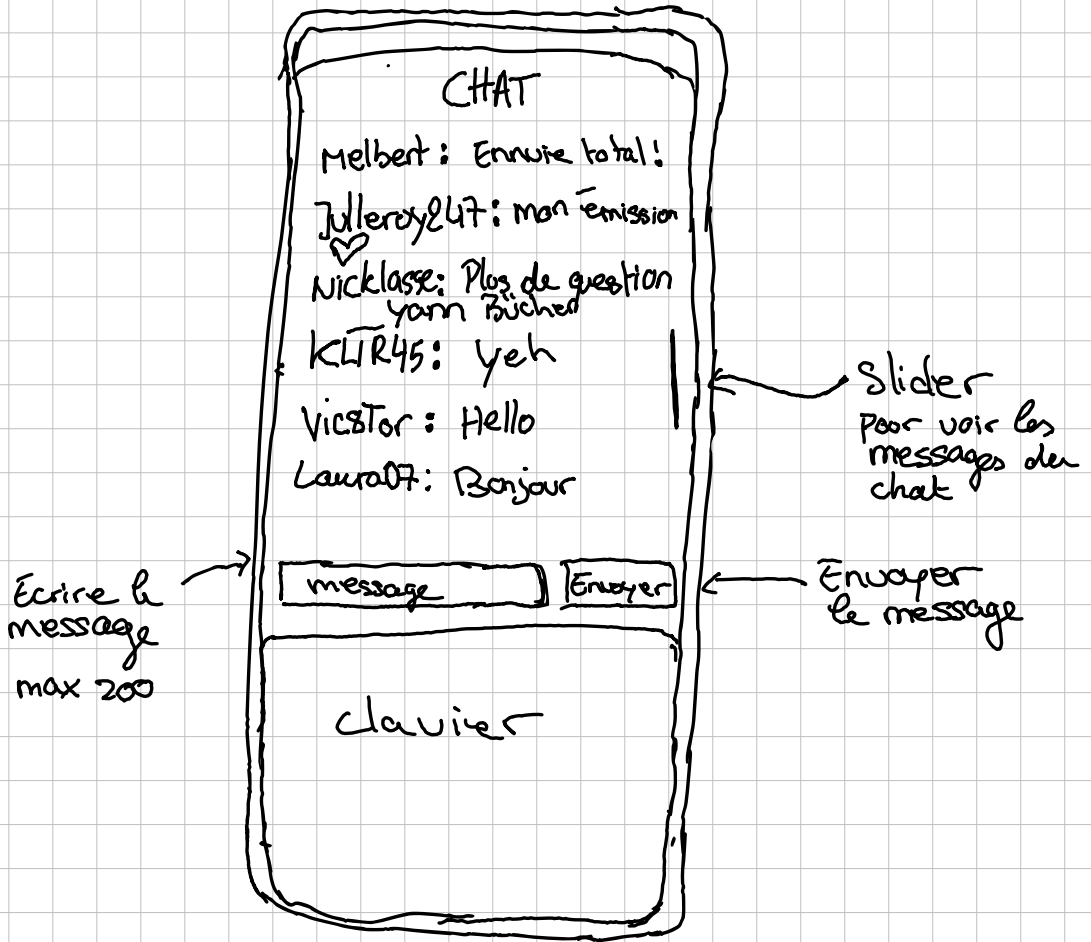 CHAT
Melbert: Ennuie total!
Julleroy247: mon émission
♡
Nicklasse: Plus de question
yann Bücher
KLTR45: yeh
Vic8Tor: Hello
Laura07: Bonjour
Slider
pour voir les
messages du
chat
Ecrire le
message
max 200
message
Envoyer
Envoyer
le message
clavier